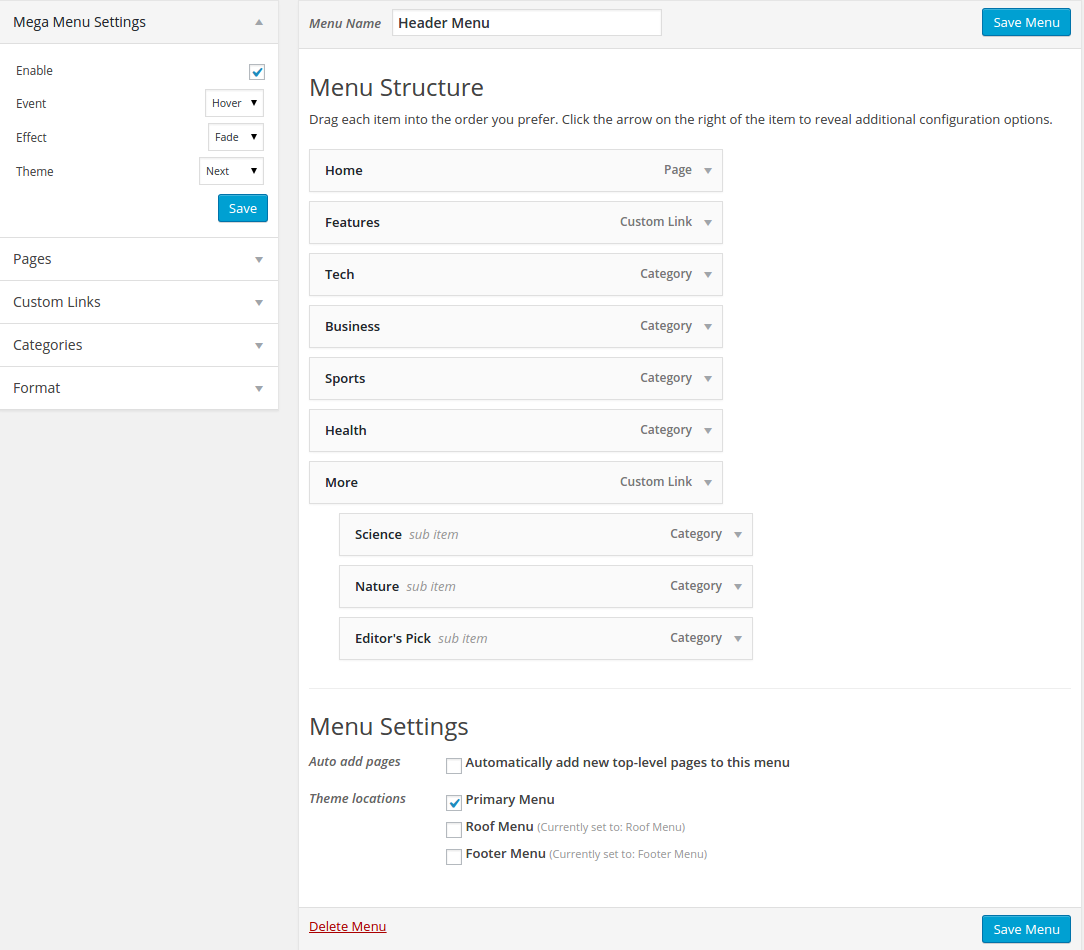 Mega Menu Settings
Enable
Event Hover
Effect Fade
Theme Next
Save
Pages
Custom Links
Categories
Format
Menu Name Header Menu Save Menu
Menu Structure
Drag each item into the order you prefer. Click the arrow on the right of the item to reveal additional configuration options.
Home Page
Features Custom Link
Tech Category
Business Category
Sports Category
Health Category
More Custom Link
Science sub item Category
Nature sub item Category
Editor's Pick sub item Category
Menu Settings
Auto add pages Automatically add new top-level pages to this menu
Theme locations Primary Menu
Roof Menu (Currently set to: Roof Menu)
Footer Menu (Currently set to: Footer Menu)
Delete Menu Save Menu